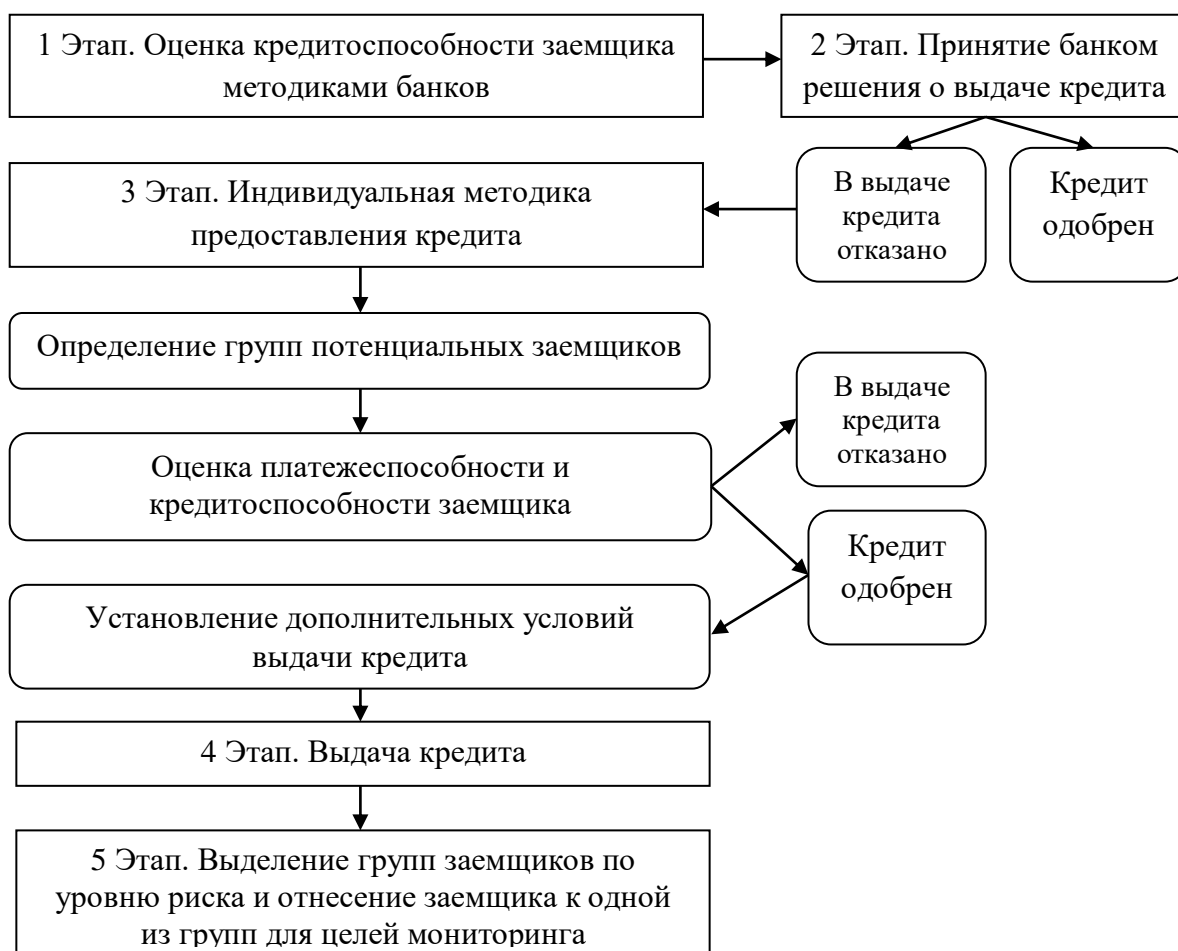 1 Этап. Оценка кредитоспособности заемщика
методиками банков
2 Этап. Принятие банком
решения о выдаче кредита
В выдаче
кредита
отказано
Кредит
одобрен
3 Этап. Индивидуальная методика
предоставления кредита
Определение групп потенциальных заемщиков
В выдаче
кредита
отказано
Оценка платежеспособности и
кредитоспособности заемщика
Кредит
одобрен
Установление дополнительных условий
выдачи кредита
4 Этап. Выдача кредита
5 Этап. Выделение групп заемщиков по
уровню риска и отнесение заемщика к одной
из групп для целей мониторинга